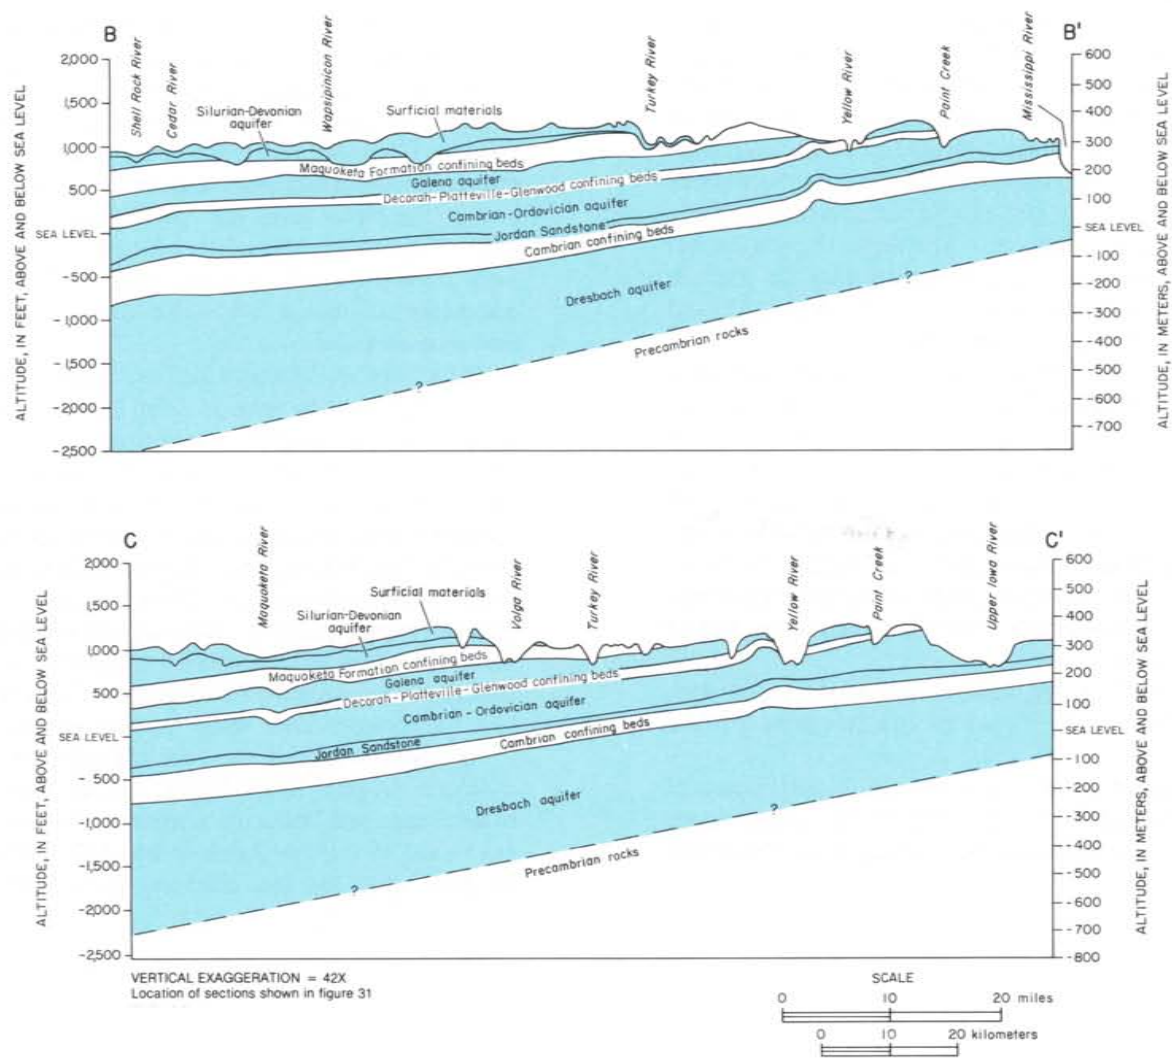 B
B'
Shell Rock River
Cedar River
Wapsipinicon River
Turkey River
Yellow River
Paint Creek
Mississippi River
ALTITUDE, IN FEET, ABOVE AND BELOW SEA LEVEL
2,000
1,500
1,000
500
SEA LEVEL
-500
-1,000
-1,500
-2,000
-2,500
Silurian-Devonian
aquifer
Surficial materials
Maquoketa Formation confining beds
Galena aquifer
Decorah-Platteville-Glenwood confining beds
Cambrian-Ordovician aquifer
Jordan Sandstone
Cambrian confining beds
Dresbach aquifer
Precambrian rocks
?
?
600
500
400
300
200
100
SEA LEVEL
-100
-200
-300
-400
-500
-600
-700
ALTITUDE, IN METERS, ABOVE AND BELOW SEA LEVEL
C
C'
Maquoketa River
Volga River
Turkey River
Yellow River
Paint Creek
Upper Iowa River
ALTITUDE, IN FEET, ABOVE AND BELOW SEA LEVEL
2,000
1,500
1,000
500
SEA LEVEL
-500
-1,000
-1,500
-2,000
-2,500
Surficial materials
Silurian-Devonian
aquifer
Maquoketa Formation confining beds
Galena aquifer
Decorah-Platteville-Glenwood confining beds
Cambrian-Ordovician aquifer
Jordan Sandstone
Cambrian confining beds
Dresbach aquifer
Precambrian rocks
?
?
600
500
400
300
200
100
SEA LEVEL
-100
-200
-300
-400
-500
-600
-700
-800
ALTITUDE, IN METERS, ABOVE AND BELOW SEA LEVEL
VERTICAL EXAGGERATION = 42X
Location of sections shown in figure 31
SCALE
0 10 20 miles
0 10 20 kilometers